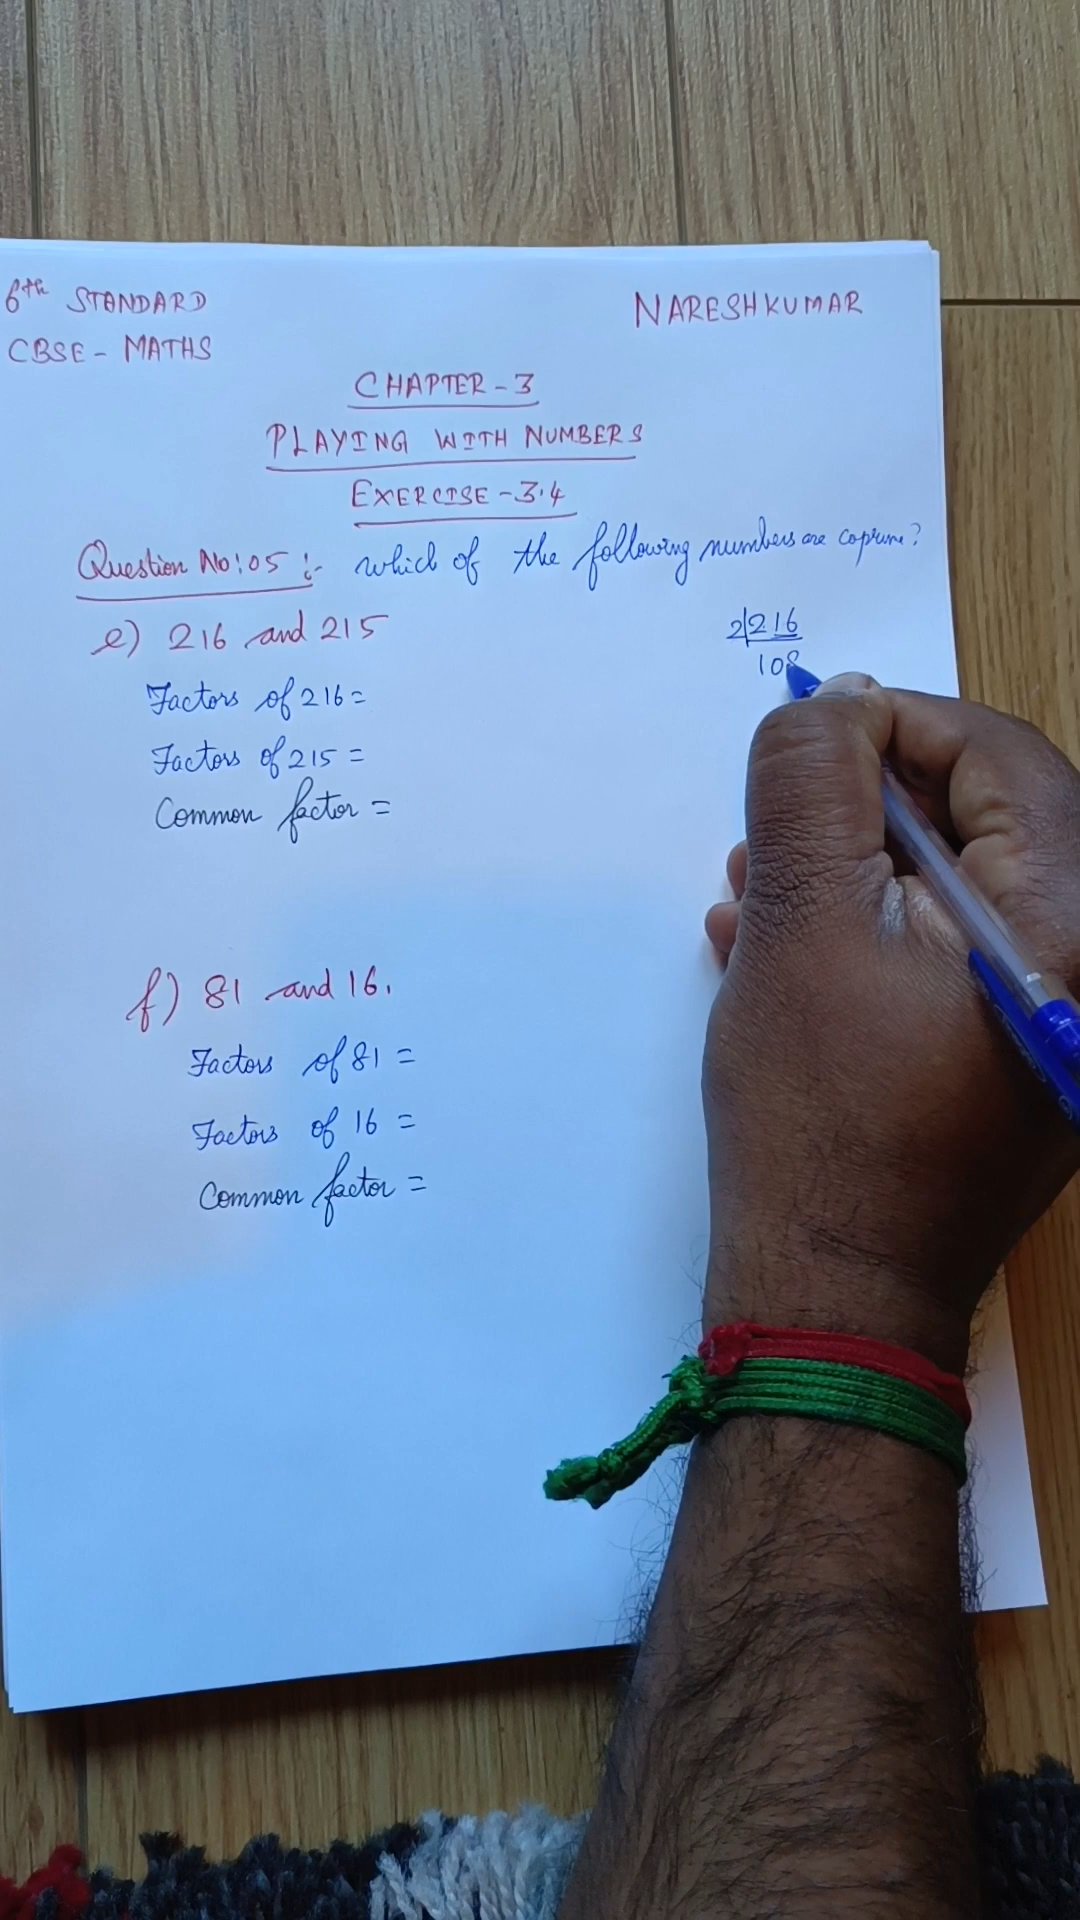 6th STANDARD
NARESHKUMAR
CBSE - MATHS
CHAPTER - 3
PLAYING WITH NUMBERS
EXERCISE - 3.4
Question No:05 :- which of the following numbers are coprime?
e) 216 and 215
2|216
108
Factors of 216 =
Factors of 215 =
Common factor =
f) 81 and 16.
Factors of 81 =
Factors of 16 =
Common factor =